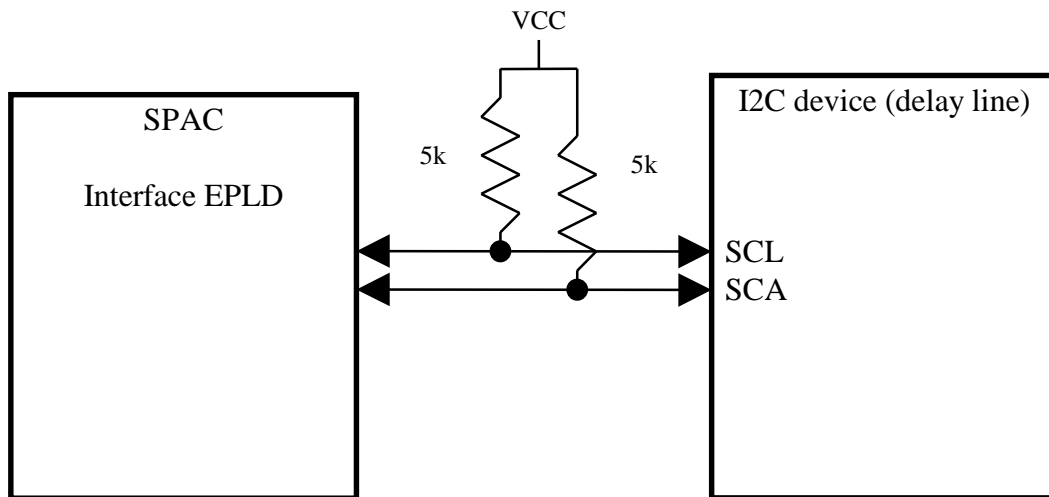 VCC
SPAC
Interface EPLD
5k
5k
I2C device (delay line)
SCL
SCA